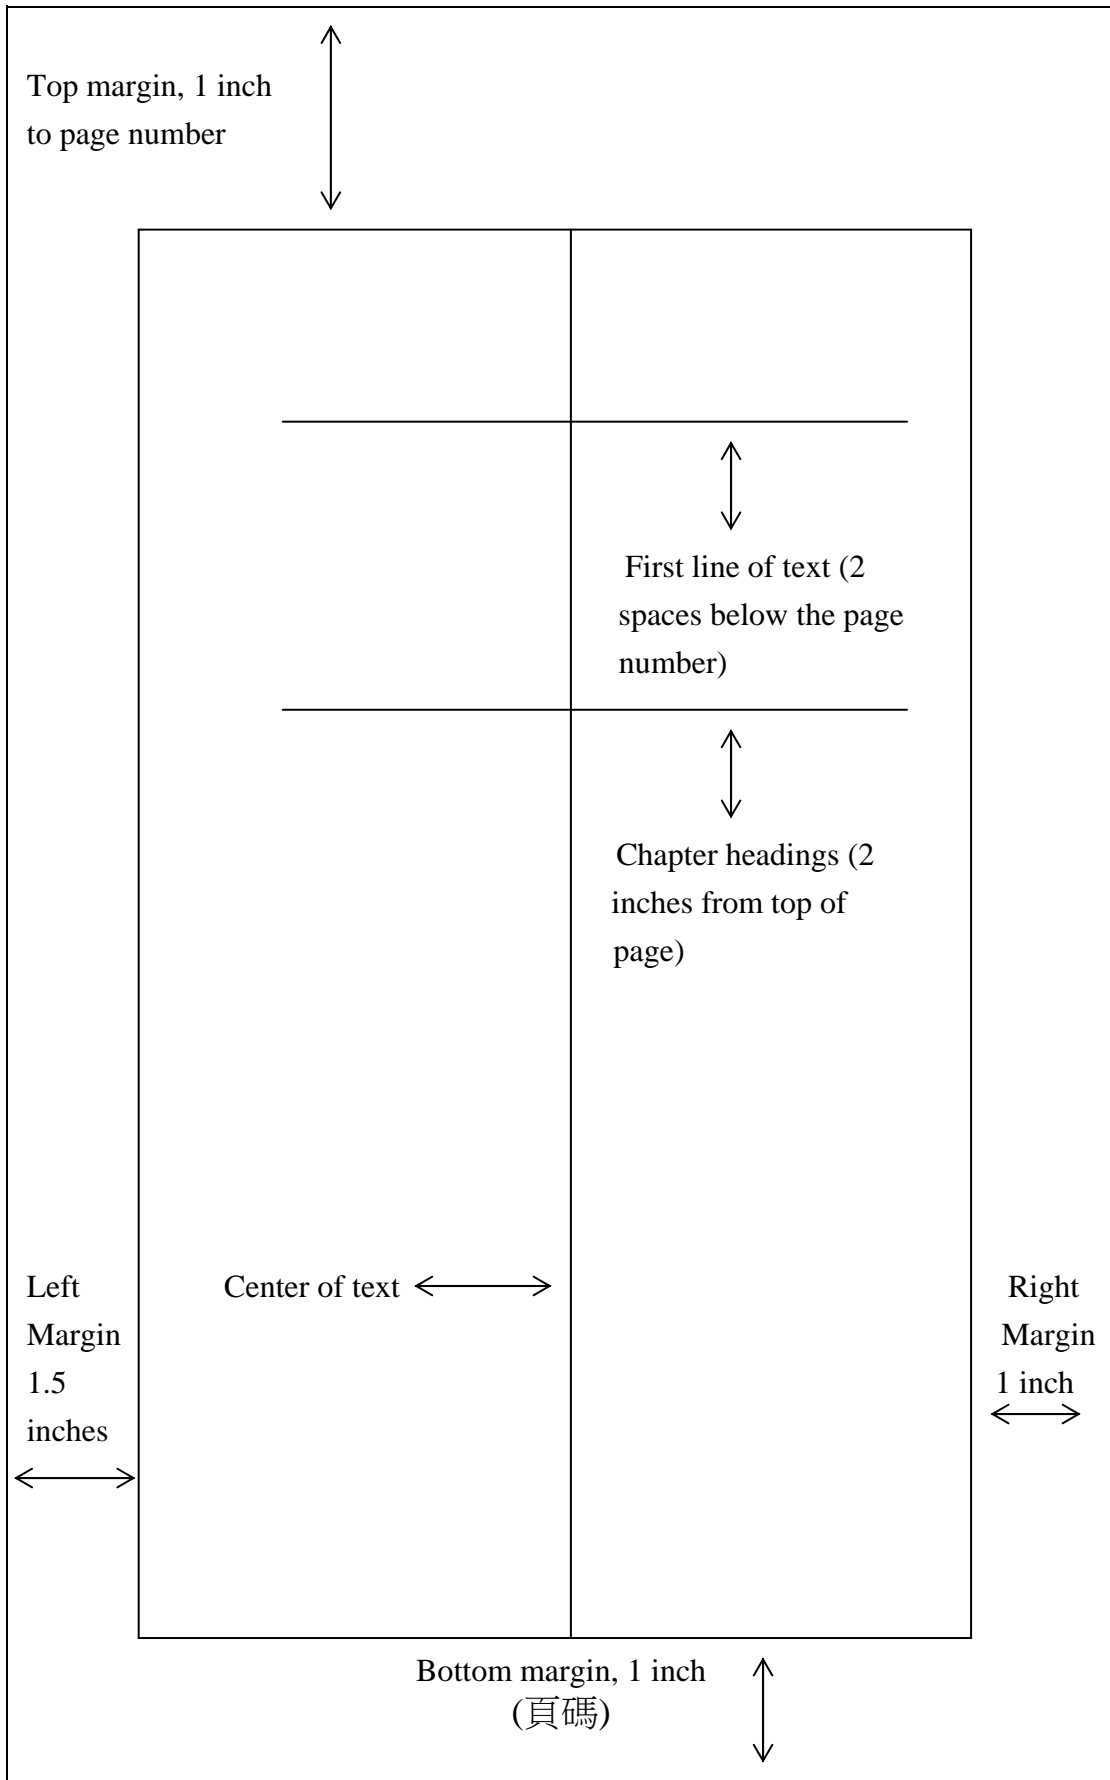 Top margin, 1 inch
to page number
First line of text (2
spaces below the page
number)
Chapter headings (2
inches from top of
page)
Left
Margin
1.5
inches
Center of text
Right
Margin
1 inch
Bottom margin, 1 inch
(頁碼)